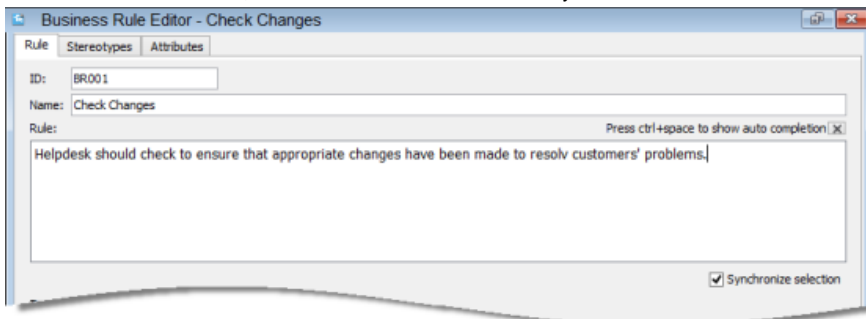 Business Rule Editor - Check Changes
Rule Stereotypes Attributes
ID: BR001
Name: Check Changes
Rule: Press ctrl+space to show auto completion
Helpdesk should check to ensure that appropriate changes have been made to resolv customers' problems.
Synchronize selection